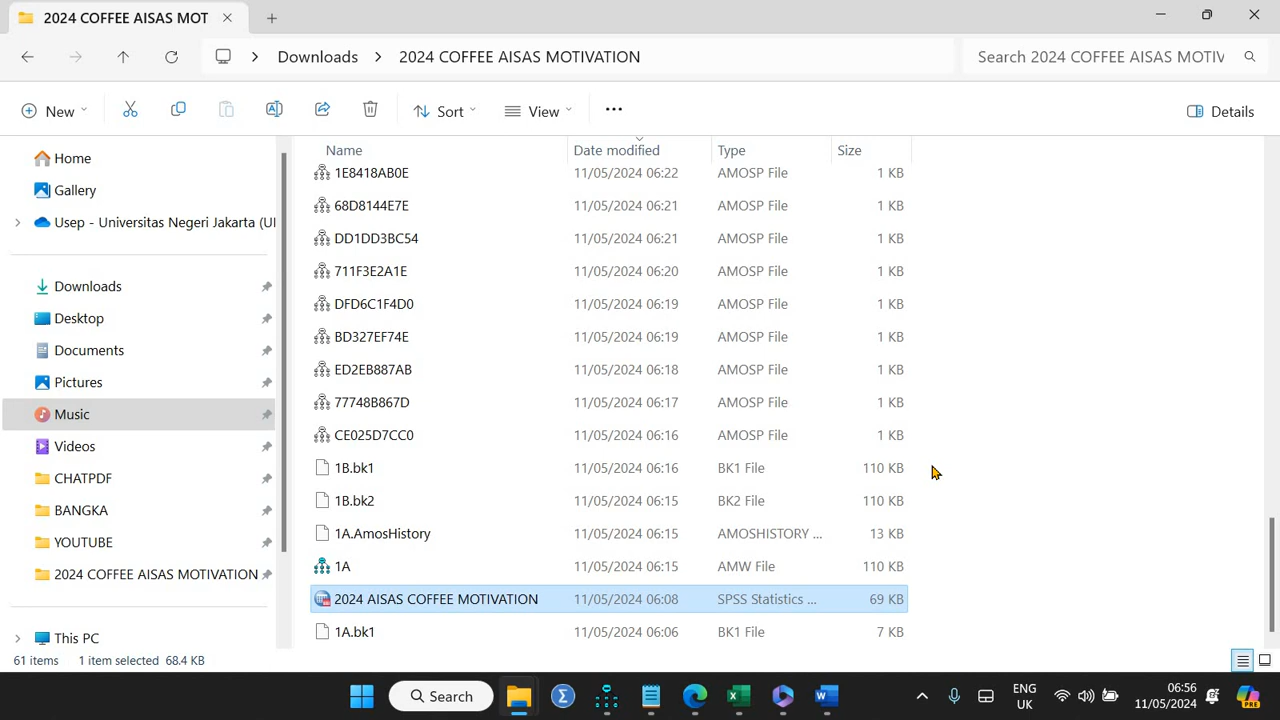 2024 COFFEE AISAS MOT
Downloads 2024 COFFEE AISAS MOTIVATION Search 2024 COFFEE AISAS MOTIV
New Sort View Details
Name Date modified Type Size
Home
Gallery
Usep - Universitas Negeri Jakarta (UI
Downloads
Desktop
Documents
Pictures
Music
Videos
CHATPDF
BANGKA
YOUTUBE
2024 COFFEE AISAS MOTIVATION
This PC
1E8418AB0E 11/05/2024 06:22 AMOSP File 1 KB
68D8144E7E 11/05/2024 06:21 AMOSP File 1 KB
DD1DD3BC54 11/05/2024 06:21 AMOSP File 1 KB
711F3E2A1E 11/05/2024 06:20 AMOSP File 1 KB
DFD6C1F4D0 11/05/2024 06:19 AMOSP File 1 KB
BD327EF74E 11/05/2024 06:19 AMOSP File 1 KB
ED2EB887AB 11/05/2024 06:18 AMOSP File 1 KB
77748B867D 11/05/2024 06:17 AMOSP File 1 KB
CE025D7CC0 11/05/2024 06:16 AMOSP File 1 KB
1B.bk1 11/05/2024 06:16 BK1 File 110 KB
1B.bk2 11/05/2024 06:15 BK2 File 110 KB
1A.AmosHistory 11/05/2024 06:15 AMOSHISTORY ... 13 KB
1A 11/05/2024 06:15 AMW File 110 KB
2024 AISAS COFFEE MOTIVATION 11/05/2024 06:08 SPSS Statistics ... 69 KB
1A.bk1 11/05/2024 06:06 BK1 File 7 KB
61 items 1 item selected 68.4 KB
Search
ENG
UK
06:56
11/05/2024
PRE